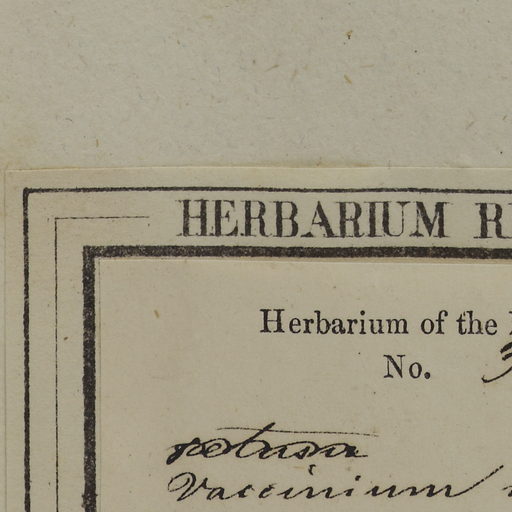 HERBARIUM
Herbarium of the
No.
retusa
Vaccinium